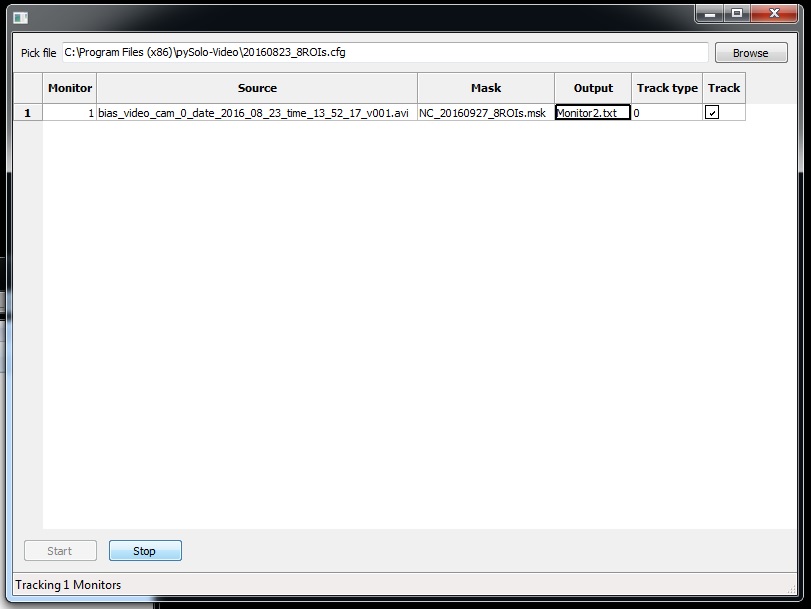 Pick file C:\Program Files (x86)\pySolo-Video\20160823_8ROIs.cfg Browse
Monitor Source Mask Output Track type Track
1 1 bias_video_cam_0_date_2016_08_23_time_13_52_17_v001.avi NC_20160927_8ROIs.msk Monitor2.txt 0
Start Stop
Tracking 1 Monitors